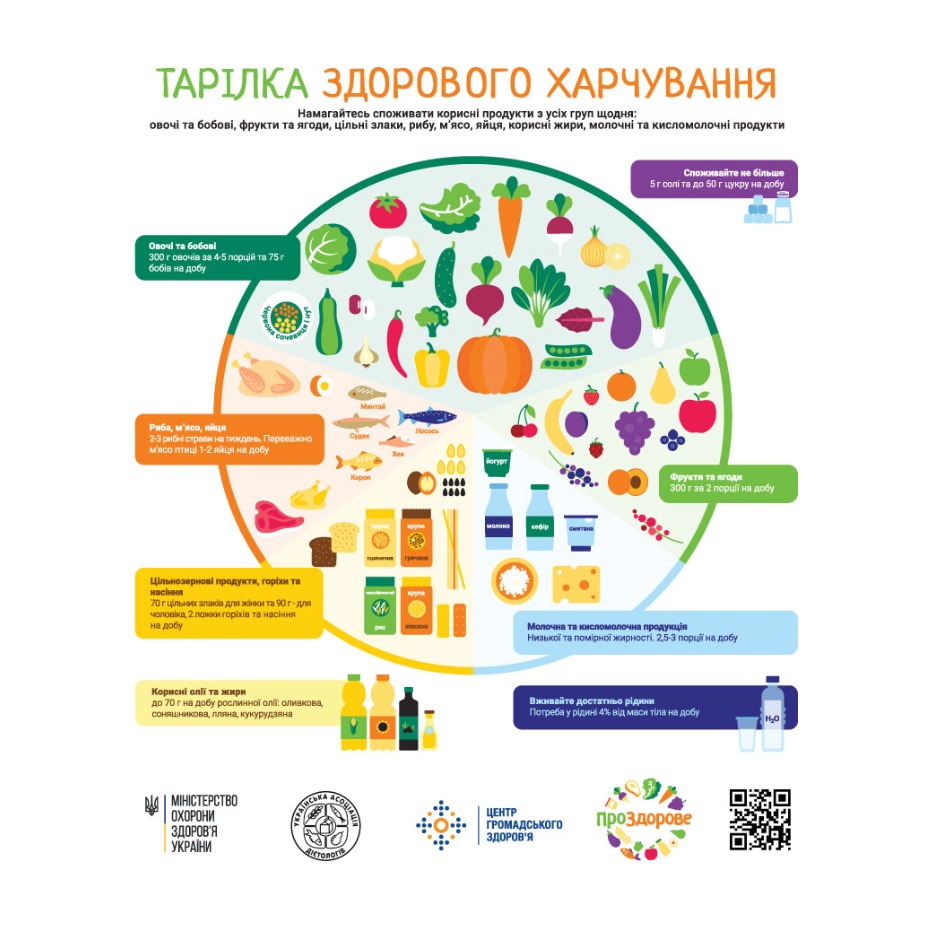 ТАРІЛКА ЗДОРОВОГО ХАРЧУВАННЯ
Намагайтесь споживати корисні продукти з усіх груп щодня:
овочі та бобові, фрукти та ягоди, цільні злаки, рибу, м'ясо, яйця, корисні жири, молочні та кисломолочні продукти
Споживайте не більше
5 г солі та до 50 г цукру на добу
Овочі та бобові
300 г овочів за 4-5 порцій та 75 г
бобів на добу
Червона сочевиця і нут
Риба, м'ясо, яйця
2-3 рибні страви на тиждень. Переважно
м'ясо птиці 1-2 яйця на добу
Минтай
Судак
Лосось
Хек
Короп
Фрукти та ягоди
300 г за 2 порції на добу
йогурт
молоко
кефір
сметана
крупа
пшенична
крупа
гречана
рис
крупа
вівсяна
Цільнозернові продукти, горіхи та
насіння
70 г цільних злаків для жінки та 90 г - для
чоловіка, 2 ложки горіхів та насіння
на добу
Молочна та кисломолочна продукція
Низької та помірної жирності. 2,5-3 порції на добу
Корисні олії та жири
до 70 г на добу рослинної олії: оливкова,
соняшникова, лляна, кукурудзяна
Вживайте достатньо рідини
Потреба у рідині 4% від маси тіла на добу
H₂O
МІНІСТЕРСТВО
ОХОРОНИ
ЗДОРОВ'Я
УКРАЇНИ
УКРАЇНСЬКА АСОЦІАЦІЯ
ДІЄТОЛОГІВ
ЦЕНТР
ГРОМАДСЬКОГО
ЗДОРОВ'Я
ПроЗдорове